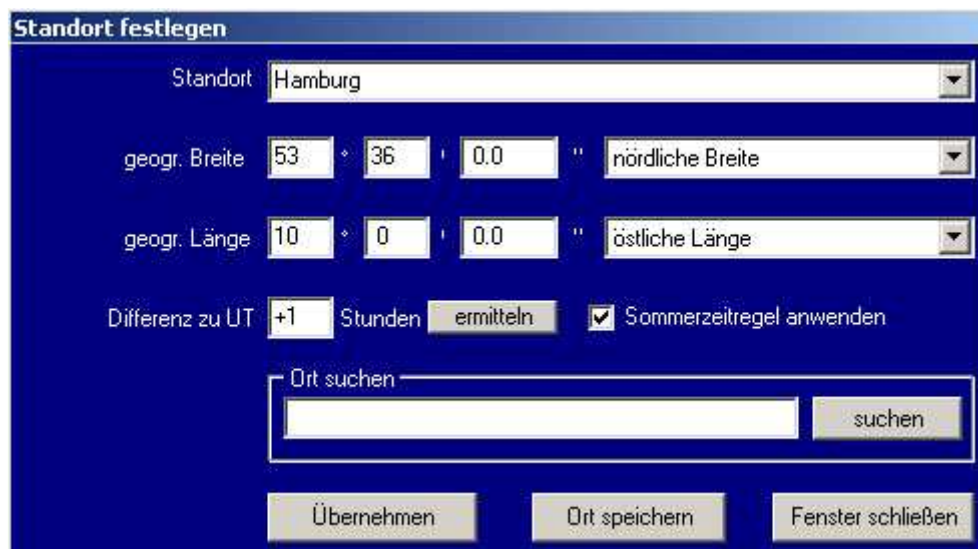 Standort festlegen
Standort Hamburg
geogr. Breite 53 ° 36 ' 0.0 " nördliche Breite
geogr. Länge 10 ° 0 ' 0.0 " östliche Länge
Differenz zu UT +1 Stunden ermitteln Sommerzeitregel anwenden
Ort suchen
suchen
Übernehmen Ort speichern Fenster schließen